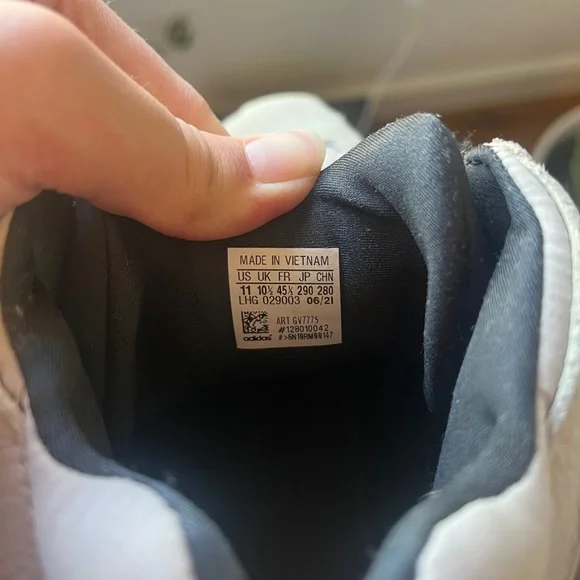 MADE IN VIETNAM
US UK FR JP CHN
11 10½ 45⅓ 290 280
LHG 029003 06/21
ART GV7775
#128010042
adidas